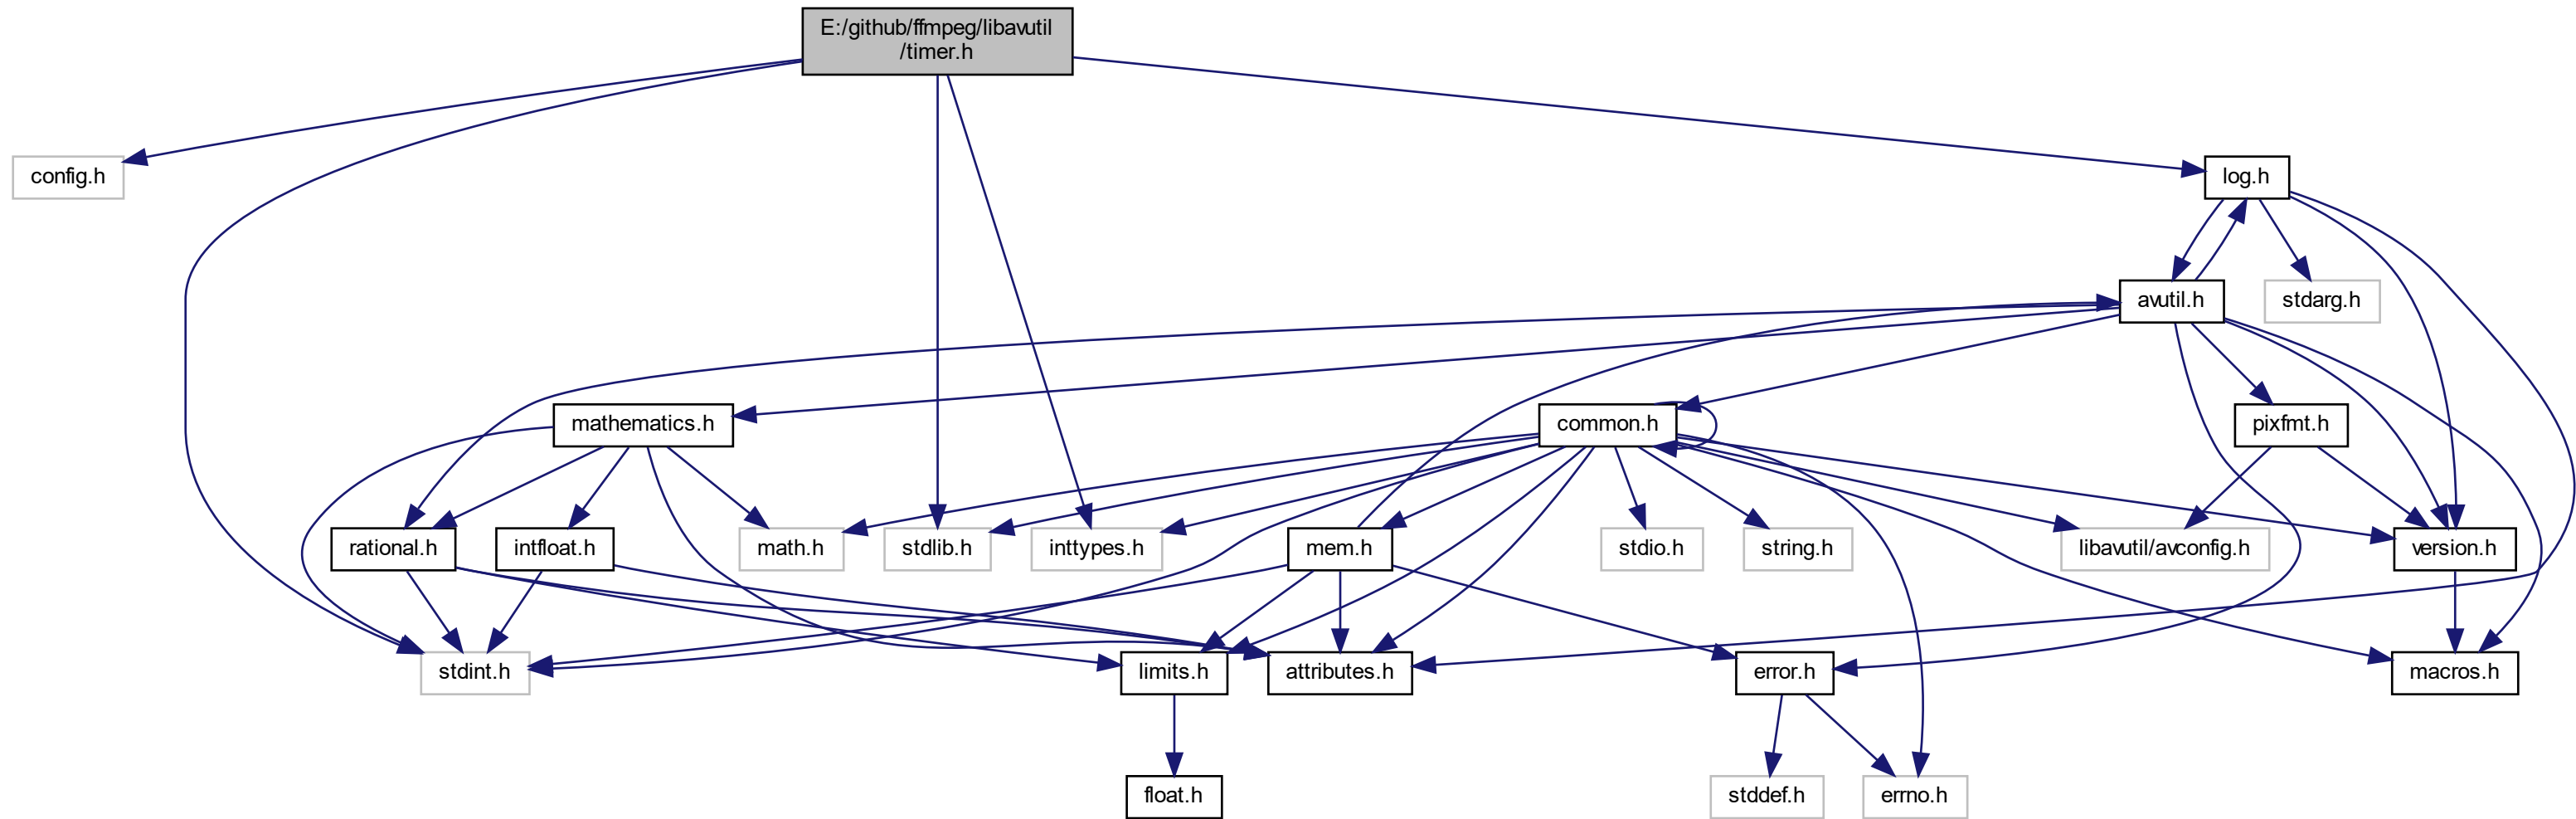 E:/github/ffmpeg/libavutil
/timer.h
config.h
log.h
avutil.h
stdarg.h
mathematics.h
common.h
pixfmt.h
rational.h
intfloat.h
math.h
stdlib.h
inttypes.h
mem.h
stdio.h
string.h
libavutil/avconfig.h
version.h
stdint.h
limits.h
attributes.h
error.h
macros.h
float.h
stddef.h
errno.h